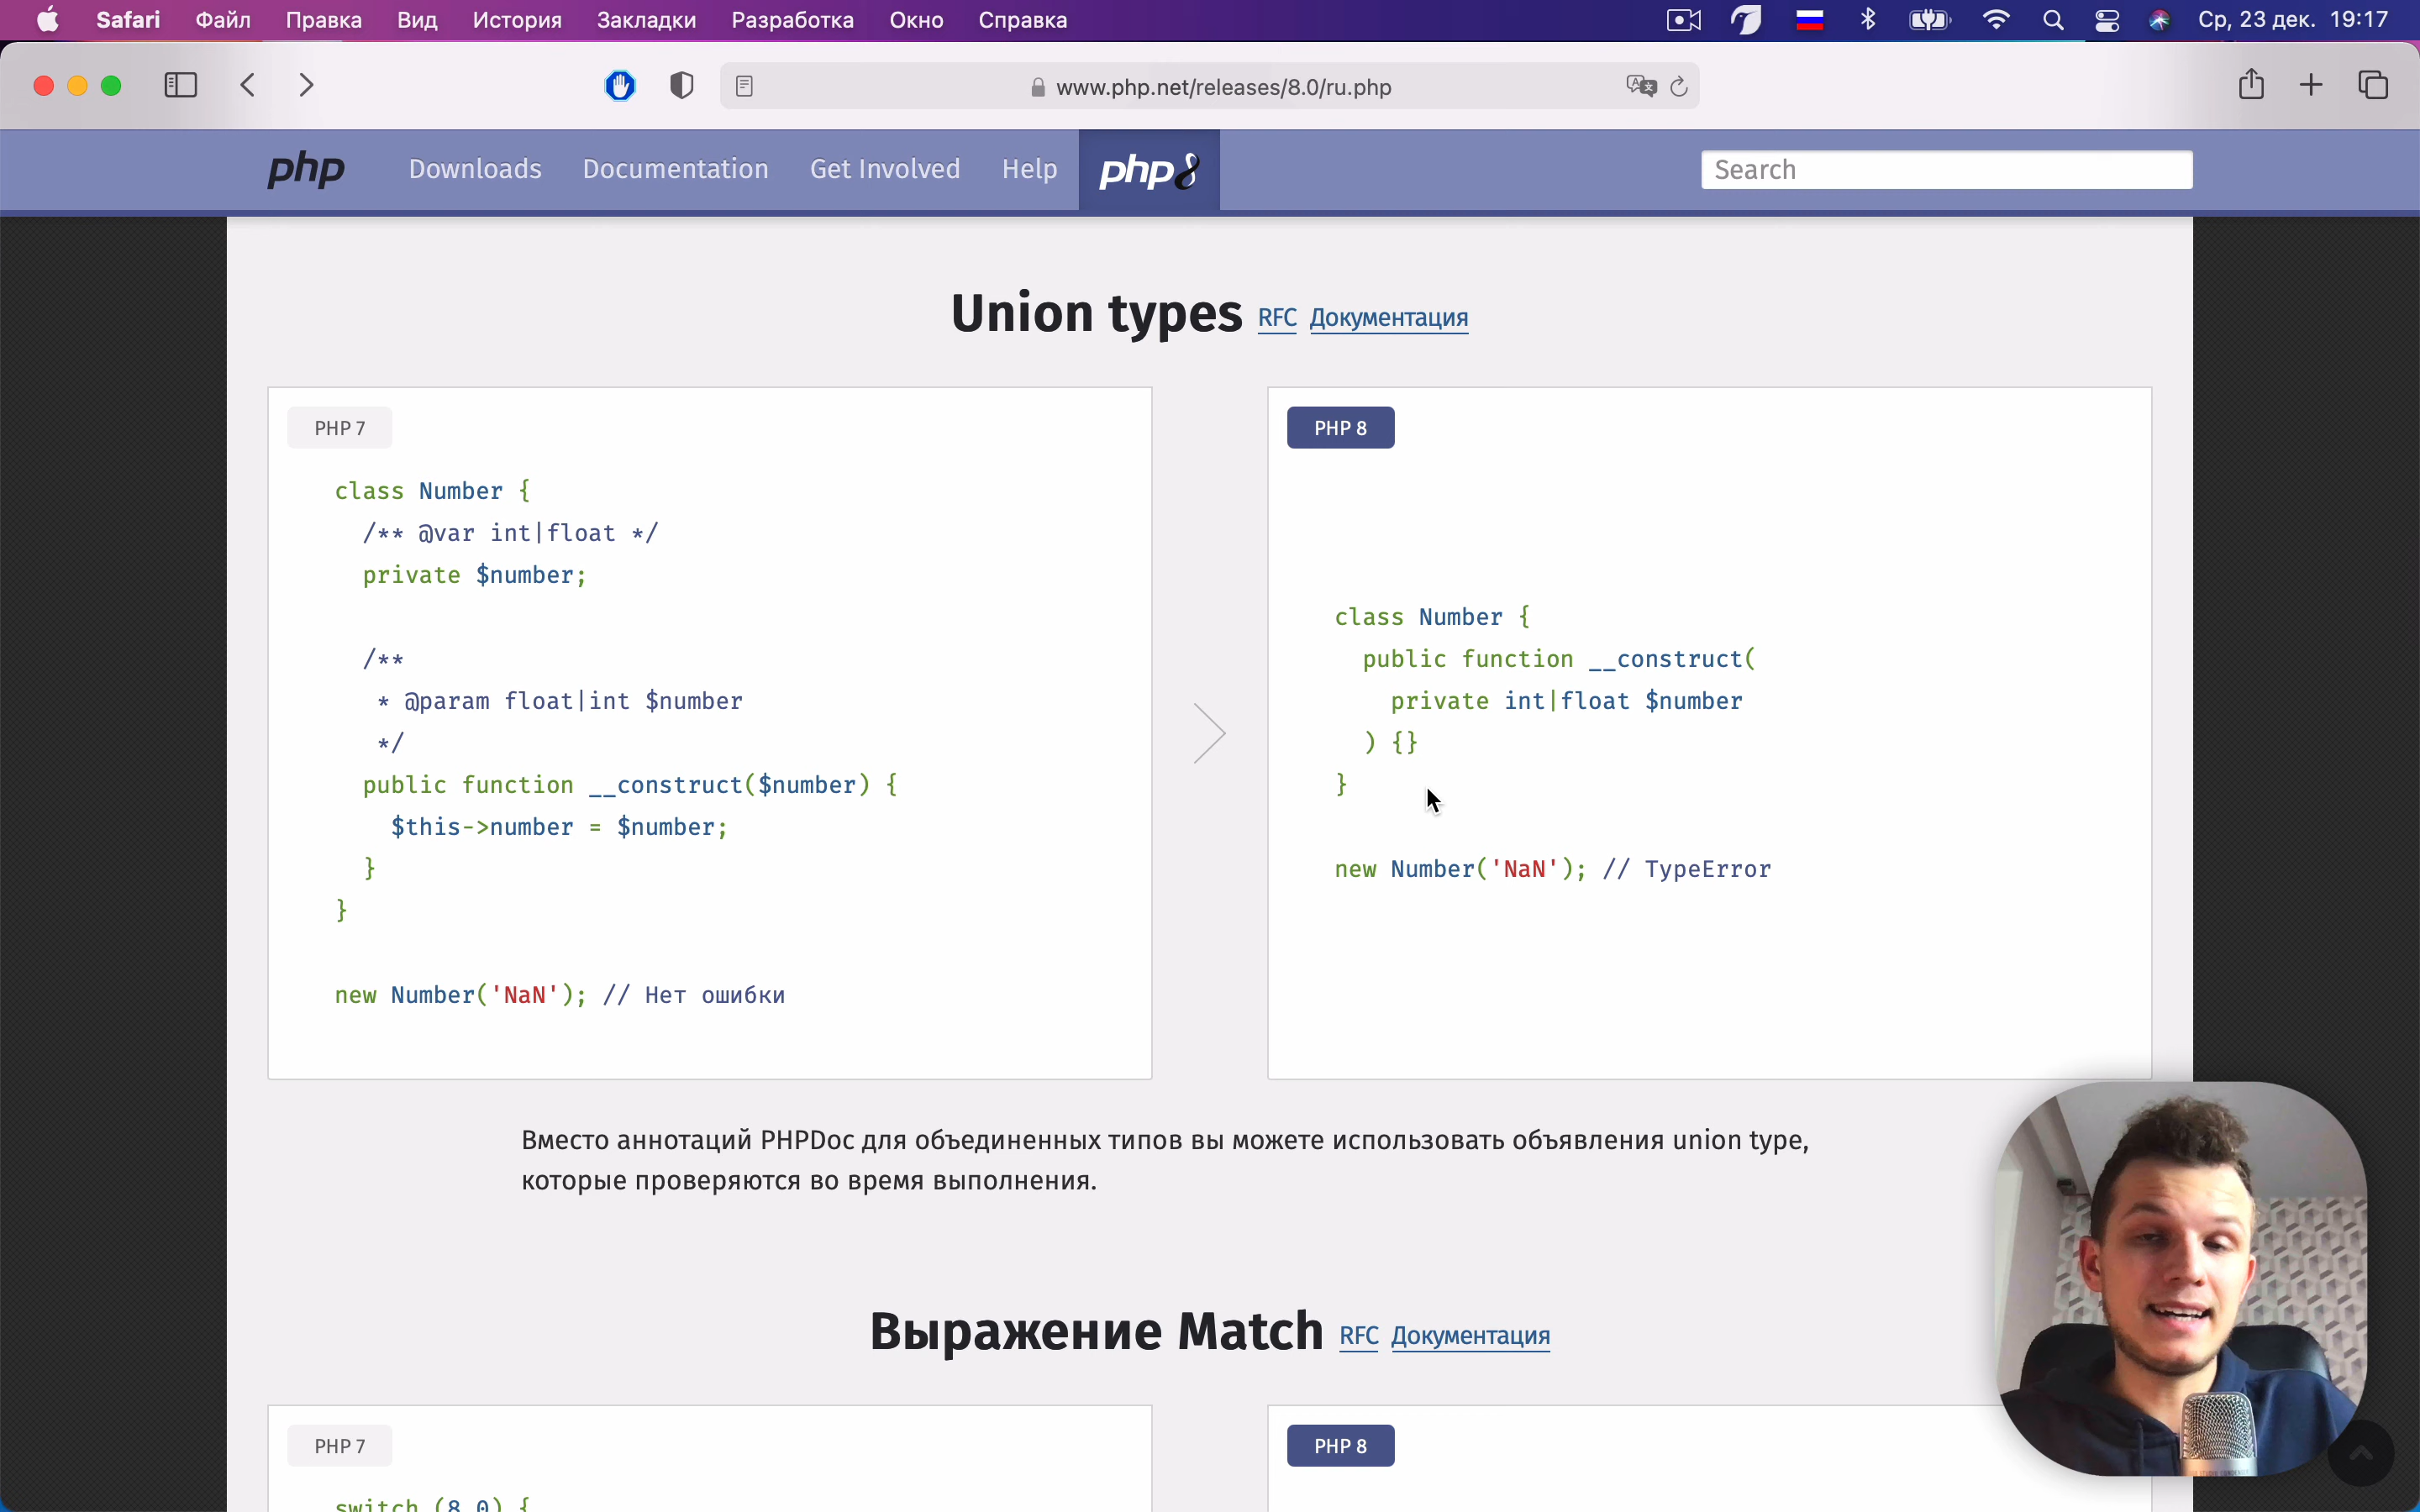 Safari Файл Правка Вид История Закладки Разработка Окно Справка Ср, 23 дек. 19:17
www.php.net/releases/8.0/ru.php
php Downloads Documentation Get Involved Help php8 Search
Union types RFC Документация
PHP 7
class Number {
/** @var int|float */
private $number;
/**
* @param float|int $number
*/
public function __construct($number) {
$this->number = $number;
}
}
new Number('NaN'); // Нет ошибки
PHP 8
class Number {
public function __construct(
private int|float $number
) {}
}
new Number('NaN'); // TypeError
Вместо аннотаций PHPDoc для объединенных типов вы можете использовать объявления union type,
которые проверяются во время выполнения.
Выражение Match RFC Документация
PHP 7
switch (8.0) {
PHP 8